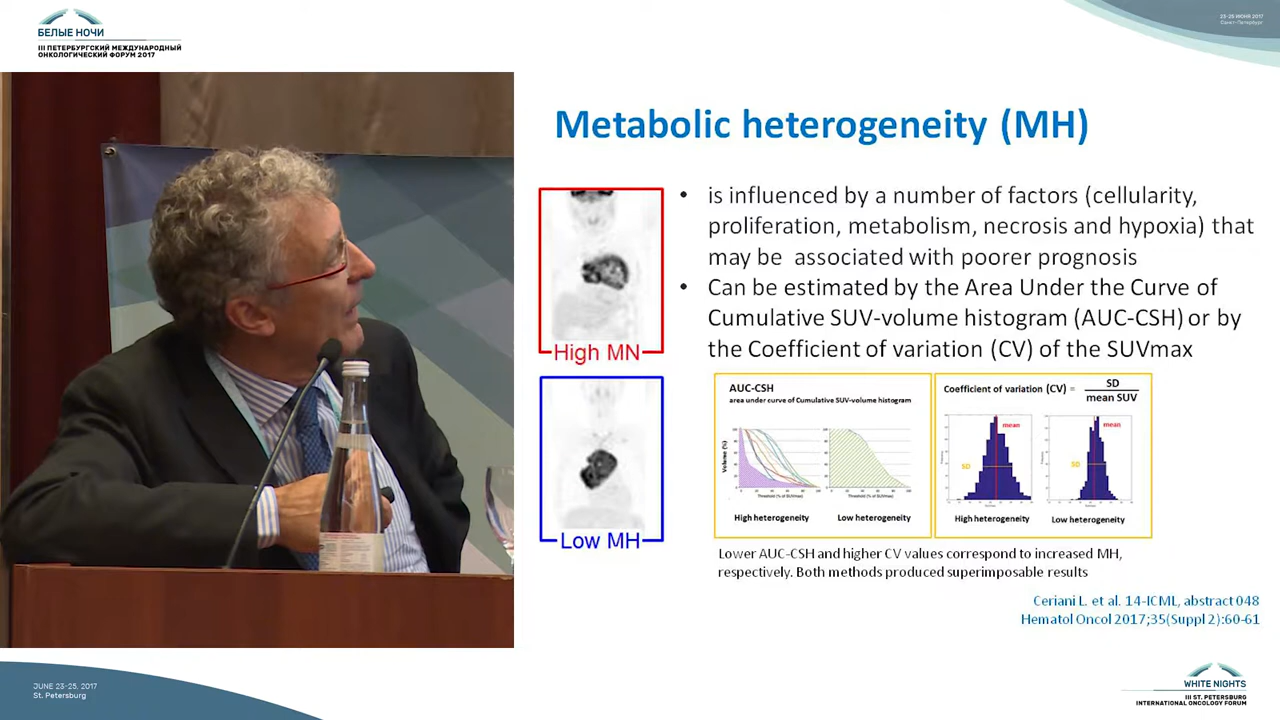 БЕЛЫЕ НОЧИ
III ПЕТЕРБУРГСКИЙ МЕЖДУНАРОДНЫЙ
ОНКОЛОГИЧЕСКИЙ ФОРУМ 2017
23-25 ИЮНЯ 2017
Санкт-Петербург
Metabolic heterogeneity (MH)
• is influenced by a number of factors (cellularity,
proliferation, metabolism, necrosis and hypoxia) that
may be associated with poorer prognosis
• Can be estimated by the Area Under the Curve of
Cumulative SUV-volume histogram (AUC-CSH) or by
the Coefficient of variation (CV) of the SUVmax
High MN
Low MH
AUC-CSH
area under curve of Cumulative SUV-volume histogram
Volume (%)
Threshold (% of SUVmax)
Threshold (% of SUVmax)
High heterogeneity
Low heterogeneity
Coefficient of variation (CV) = SD
mean SUV
mean
SD
mean
SD
High heterogeneity
Low heterogeneity
Lower AUC-CSH and higher CV values correspond to increased MH,
respectively. Both methods produced superimposable results
Ceriani L. et al. 14-ICML, abstract 048
Hematol Oncol 2017;35(Suppl 2):60-61
JUNE 23-25, 2017
St. Petersburg
WHITE NIGHTS
III ST. PETERSBURG
INTERNATIONAL ONCOLOGY FORUM